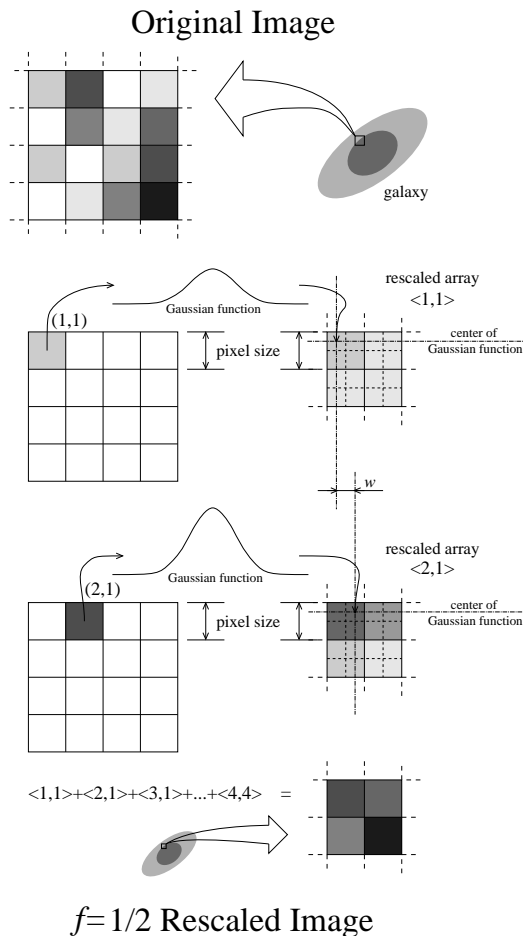 Original Image
galaxy
rescaled array
<1,1>
Gaussian function
(1,1)
pixel size
center of
Gaussian function
w
rescaled array
<2,1>
Gaussian function
(2,1)
pixel size
center of
Gaussian function
<1,1>+<2,1>+<3,1>+...+<4,4> =
f=1/2 Rescaled Image